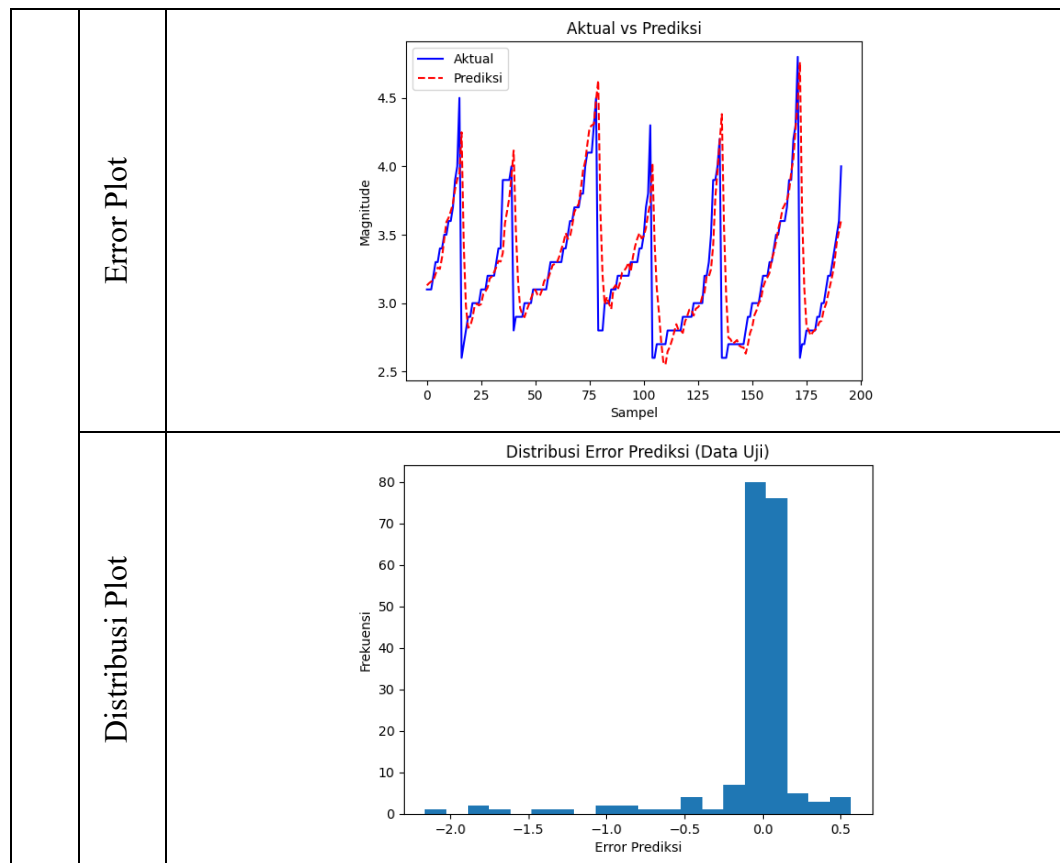 Error Plot
Aktual vs Prediksi
Aktual
Prediksi
Magnitude
4.5
4.0
3.5
3.0
2.5
0 25 50 75 100 125 150 175 200
Sampel
Distribusi Plot
Distribusi Error Prediksi (Data Uji)
Frekuensi
80
70
60
50
40
30
20
10
0
−2.0 −1.5 −1.0 −0.5 0.0 0.5
Error Prediksi